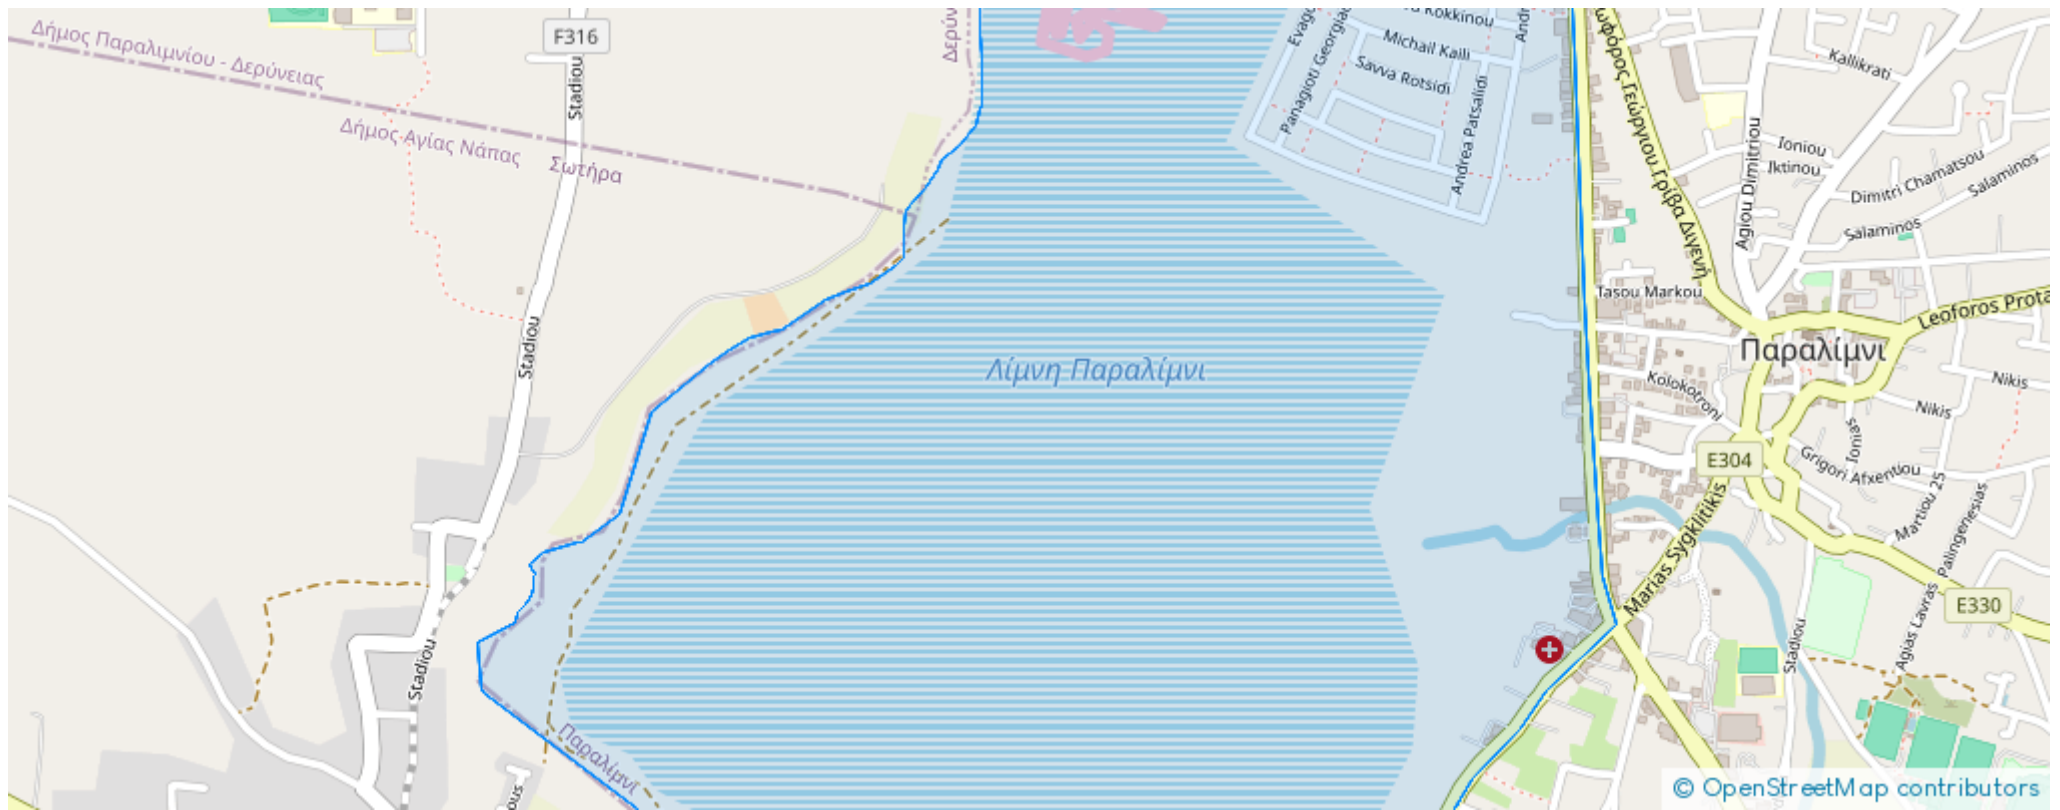 Δήμος Παραλιμνίου - Δερύνειας
Δήμος Αγίας Νάπας
Σωτήρα
F316
Stadiou
Stadiou
Stadiou
Παραλίμνι
Λίμνη Παραλίμνι
Michail Kaili
Savva Rotsidi
Andrea Patsalidi
Kallikrati
Ioniou
Iktinou
Agiou Dimitriou
Dimitri Chamatsou
Salaminos
Salaminos
Tasou Markou
Leoforos Prota
Παραλίμνι
Kolokotroni
Nikis
Nikis
Ionias
E304
Grigori Afxentiou
Martiou 25
Palingenesias
Marias Sygklitikis
E330
Agias Lavras
Stadiou
© OpenStreetMap contributors